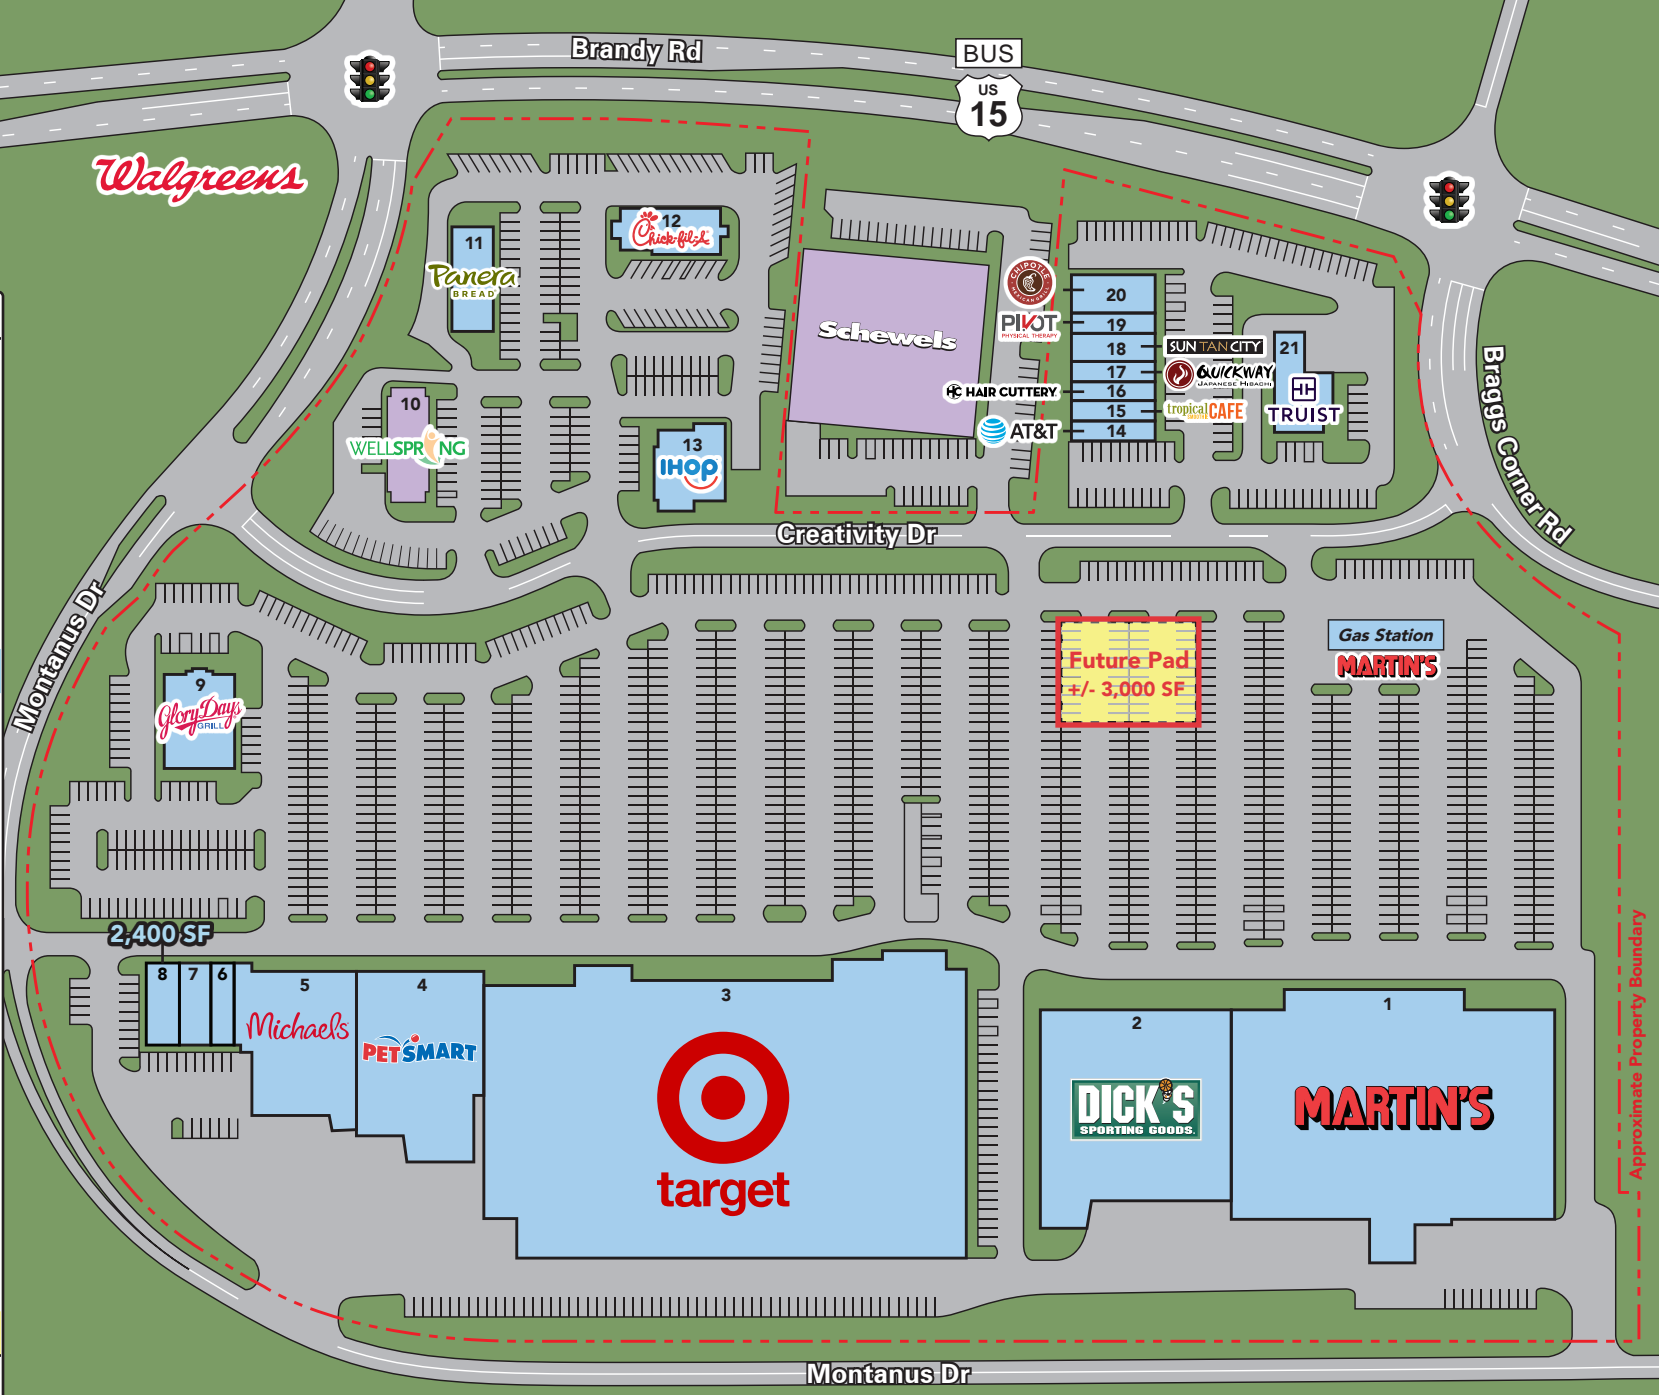 Brandy Rd
BUS
US
15
Walgreens
12
Chick-fil-A
11
Panera
BREAD
CHIPOTLE
MEXICAN GRILL
20
PIVOT
PHYSICAL THERAPY
19
Schewels
18
SUN TAN CITY
21
17
QUICKWAY
JAPANESE HIBACHI
HC HAIR CUTTERY
16
TRUIST
10
15
tropical CAFE
SMOOTHIE
AT&T
14
WELLSPRING
13
IHOP
Braggs Corner Rd
Creativity Dr
Montanus Dr
Gas Station
MARTIN'S
Future Pad
+/- 3,000 SF
9
Glory Days
GRILL
2,400 SF
8
7
6
5
Michaels
4
PETSMART
3
target
2
DICK'S
SPORTING GOODS.
1
MARTIN'S
Approximate Property Boundary
Montanus Dr